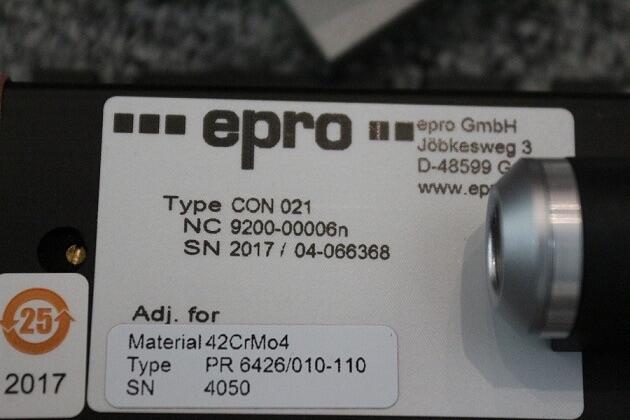 epro
epro GmbH
Jöbkesweg 3
D-48599
Type CON 021
NC 9200-00006n
SN 2017 / 04-066368
Adj. for
Material 42CrMo4
Type PR 6426/010-110
SN 4050
25
2017